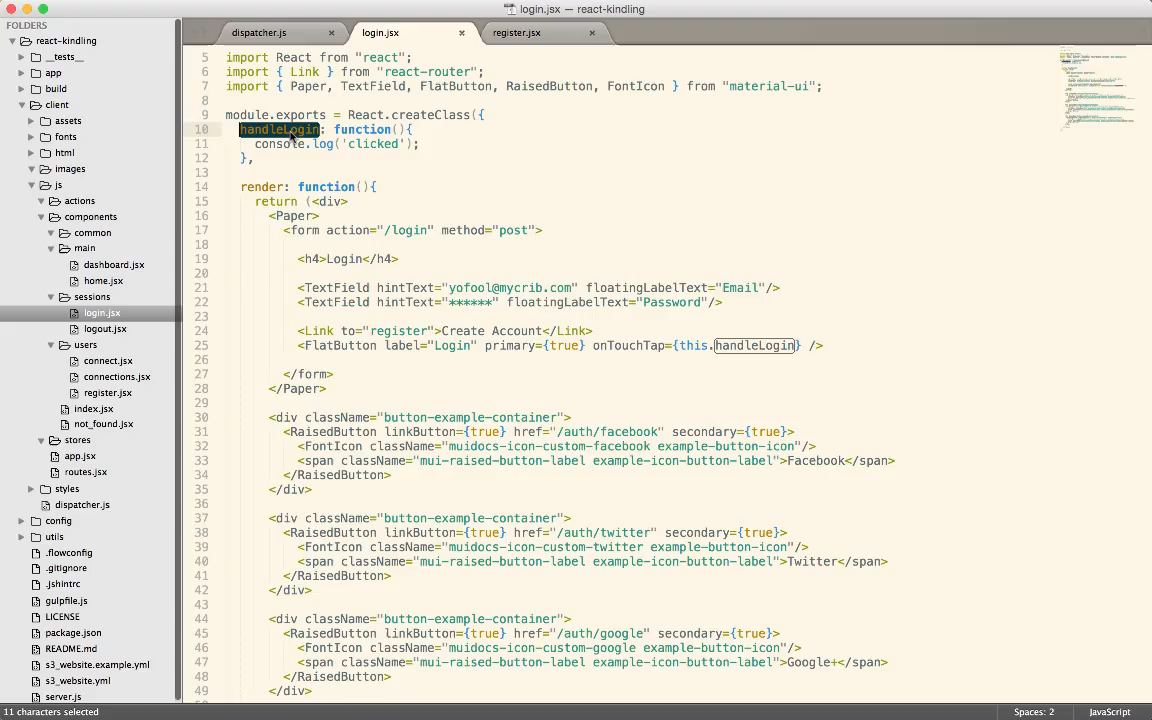 login.jsx — react-kindling
FOLDERS
react-kindling
__tests__
app
build
client
assets
fonts
html
images
js
actions
components
common
main
dashboard.jsx
home.jsx
sessions
login.jsx
logout.jsx
users
connect.jsx
connections.jsx
register.jsx
index.jsx
not_found.jsx
stores
app.jsx
routes.jsx
styles
dispatcher.js
config
utils
.flowconfig
.gitignore
.jshintrc
gulpfile.js
LICENSE
package.json
README.md
s3_website.example.yml
s3_website.yml
server.js
dispatcher.js ×
login.jsx ×
register.jsx ×
5 import React from "react";
6 import { Link } from "react-router";
7 import { Paper, TextField, FlatButton, RaisedButton, FontIcon } from "material-ui";
8
9 module.exports = React.createClass({
10 handleLogin: function(){
11 console.log('clicked');
12 },
13
14 render: function(){
15 return (<div>
16 <Paper>
17 <form action="/login" method="post">
18
19 <h4>Login</h4>
20
21 <TextField hintText="yofool@mycrib.com" floatingLabelText="Email"/>
22 <TextField hintText="******" floatingLabelText="Password"/>
23
24 <Link to="register">Create Account</Link>
25 <FlatButton label="Login" primary={true} onTouchTap={this.handleLogin} />
26
27 </form>
28 </Paper>
29
30 <div className="button-example-container">
31 <RaisedButton linkButton={true} href="/auth/facebook" secondary={true}>
32 <FontIcon className="muidocs-icon-custom-facebook example-button-icon"/>
33 <span className="mui-raised-button-label example-icon-button-label">Facebook</span>
34 </RaisedButton>
35 </div>
36
37 <div className="button-example-container">
38 <RaisedButton linkButton={true} href="/auth/twitter" secondary={true}>
39 <FontIcon className="muidocs-icon-custom-twitter example-button-icon"/>
40 <span className="mui-raised-button-label example-icon-button-label">Twitter</span>
41 </RaisedButton>
42 </div>
43
44 <div className="button-example-container">
45 <RaisedButton linkButton={true} href="/auth/google" secondary={true}>
46 <FontIcon className="muidocs-icon-custom-google example-button-icon"/>
47 <span className="mui-raised-button-label example-icon-button-label">Google+</span>
48 </RaisedButton>
49 </div>
11 characters selected
Spaces: 2
JavaScript